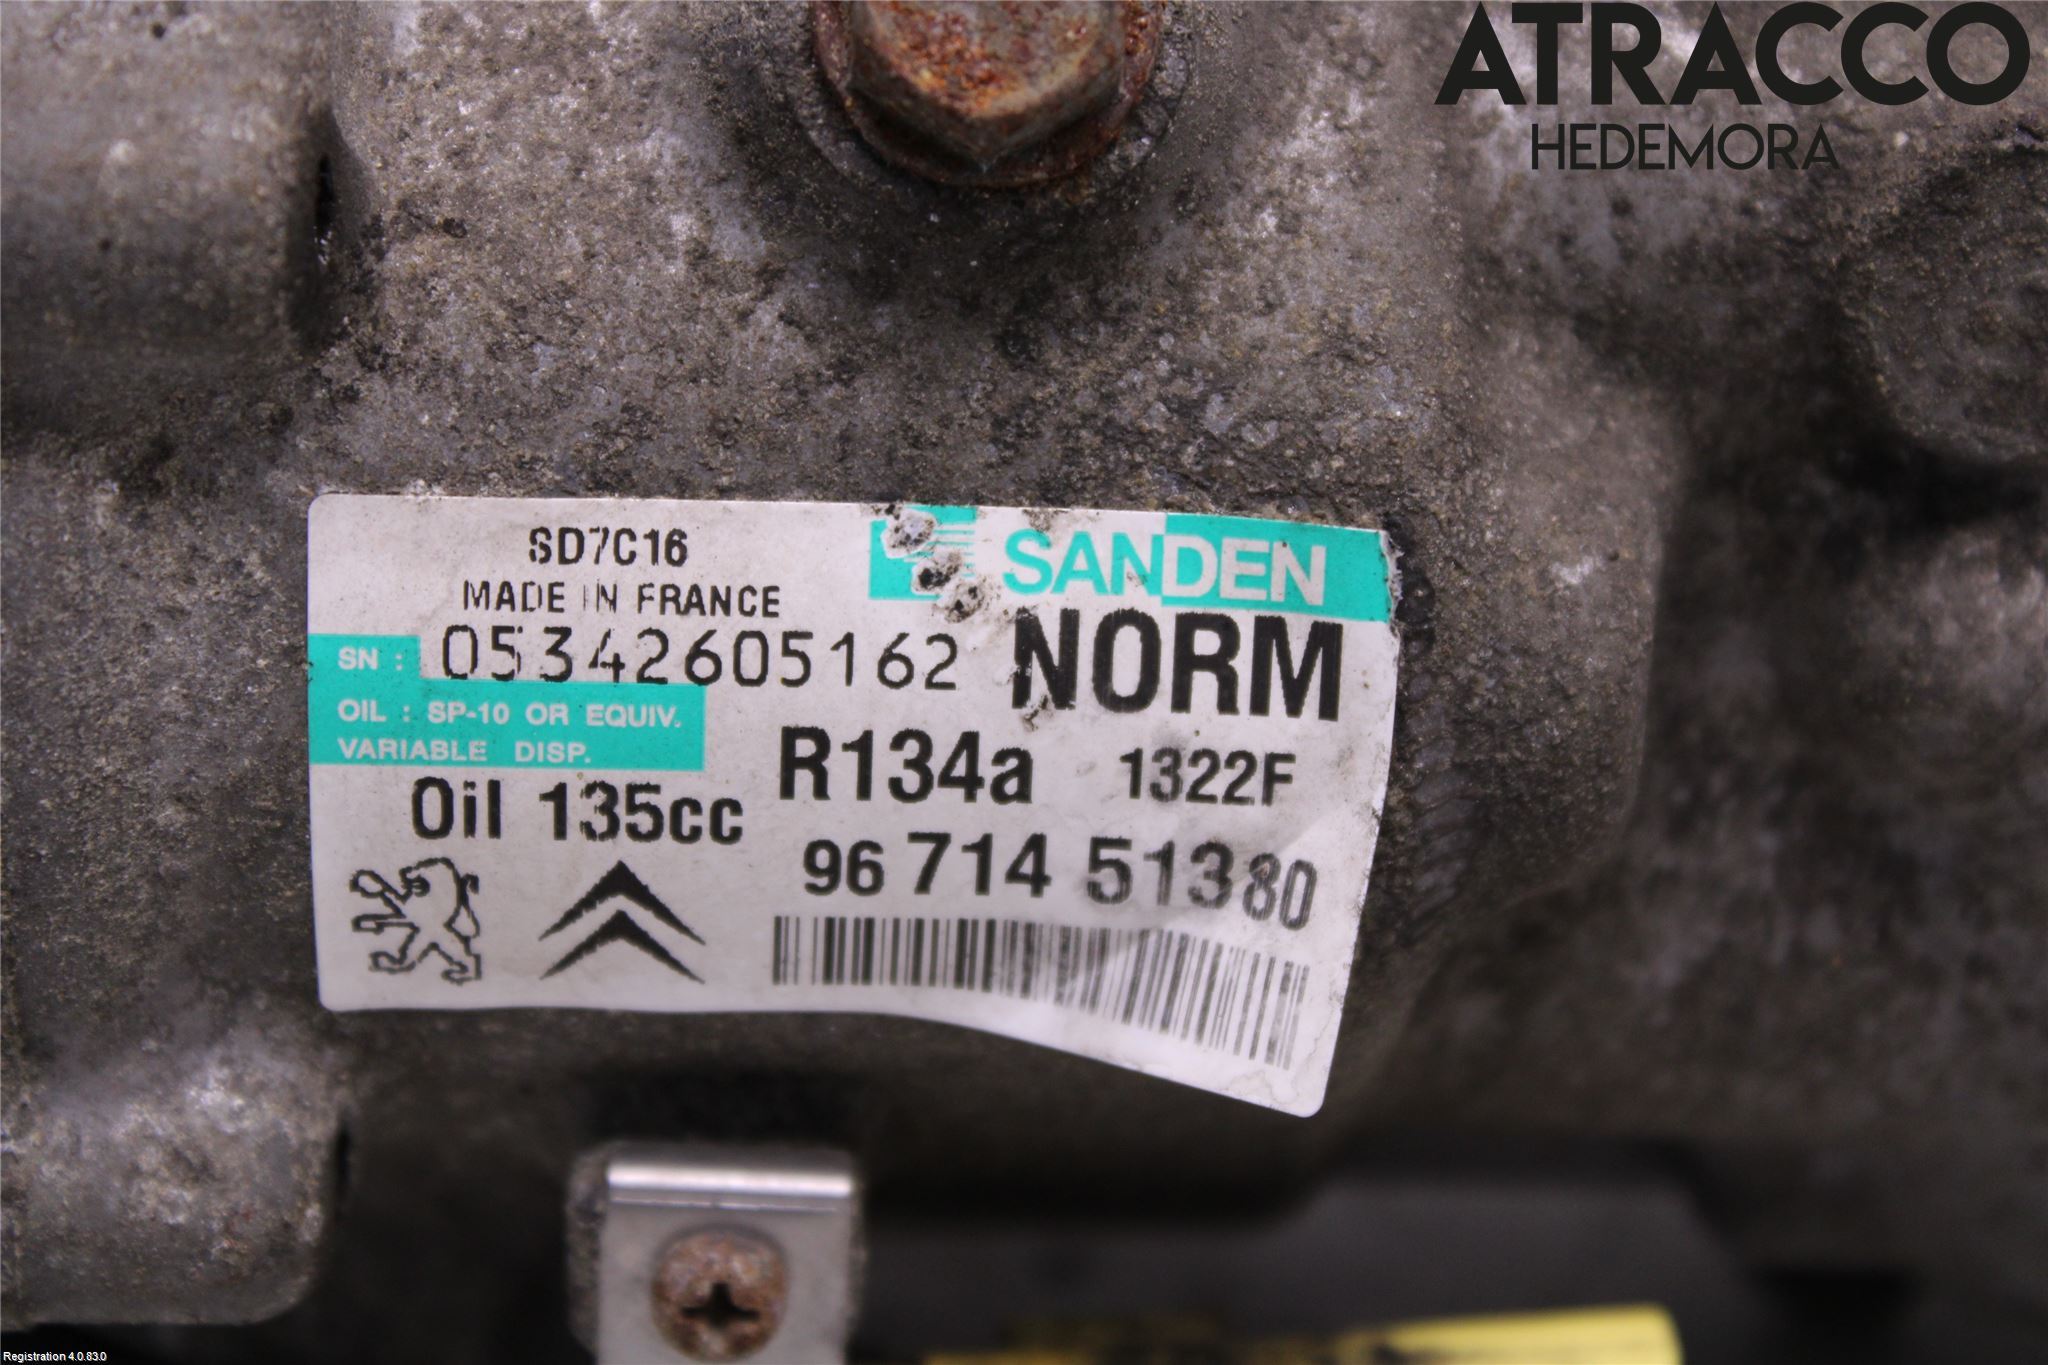 ATRACCO
HEDEMORA
SD7C16
MADE IN FRANCE
SANDEN
SN : 05342605162
NORM
OIL : SP-10 OR EQUIV.
VARIABLE DISP.
R134a 1322F
Oil 135cc
96 714 51380
Registration 4.0.83.0